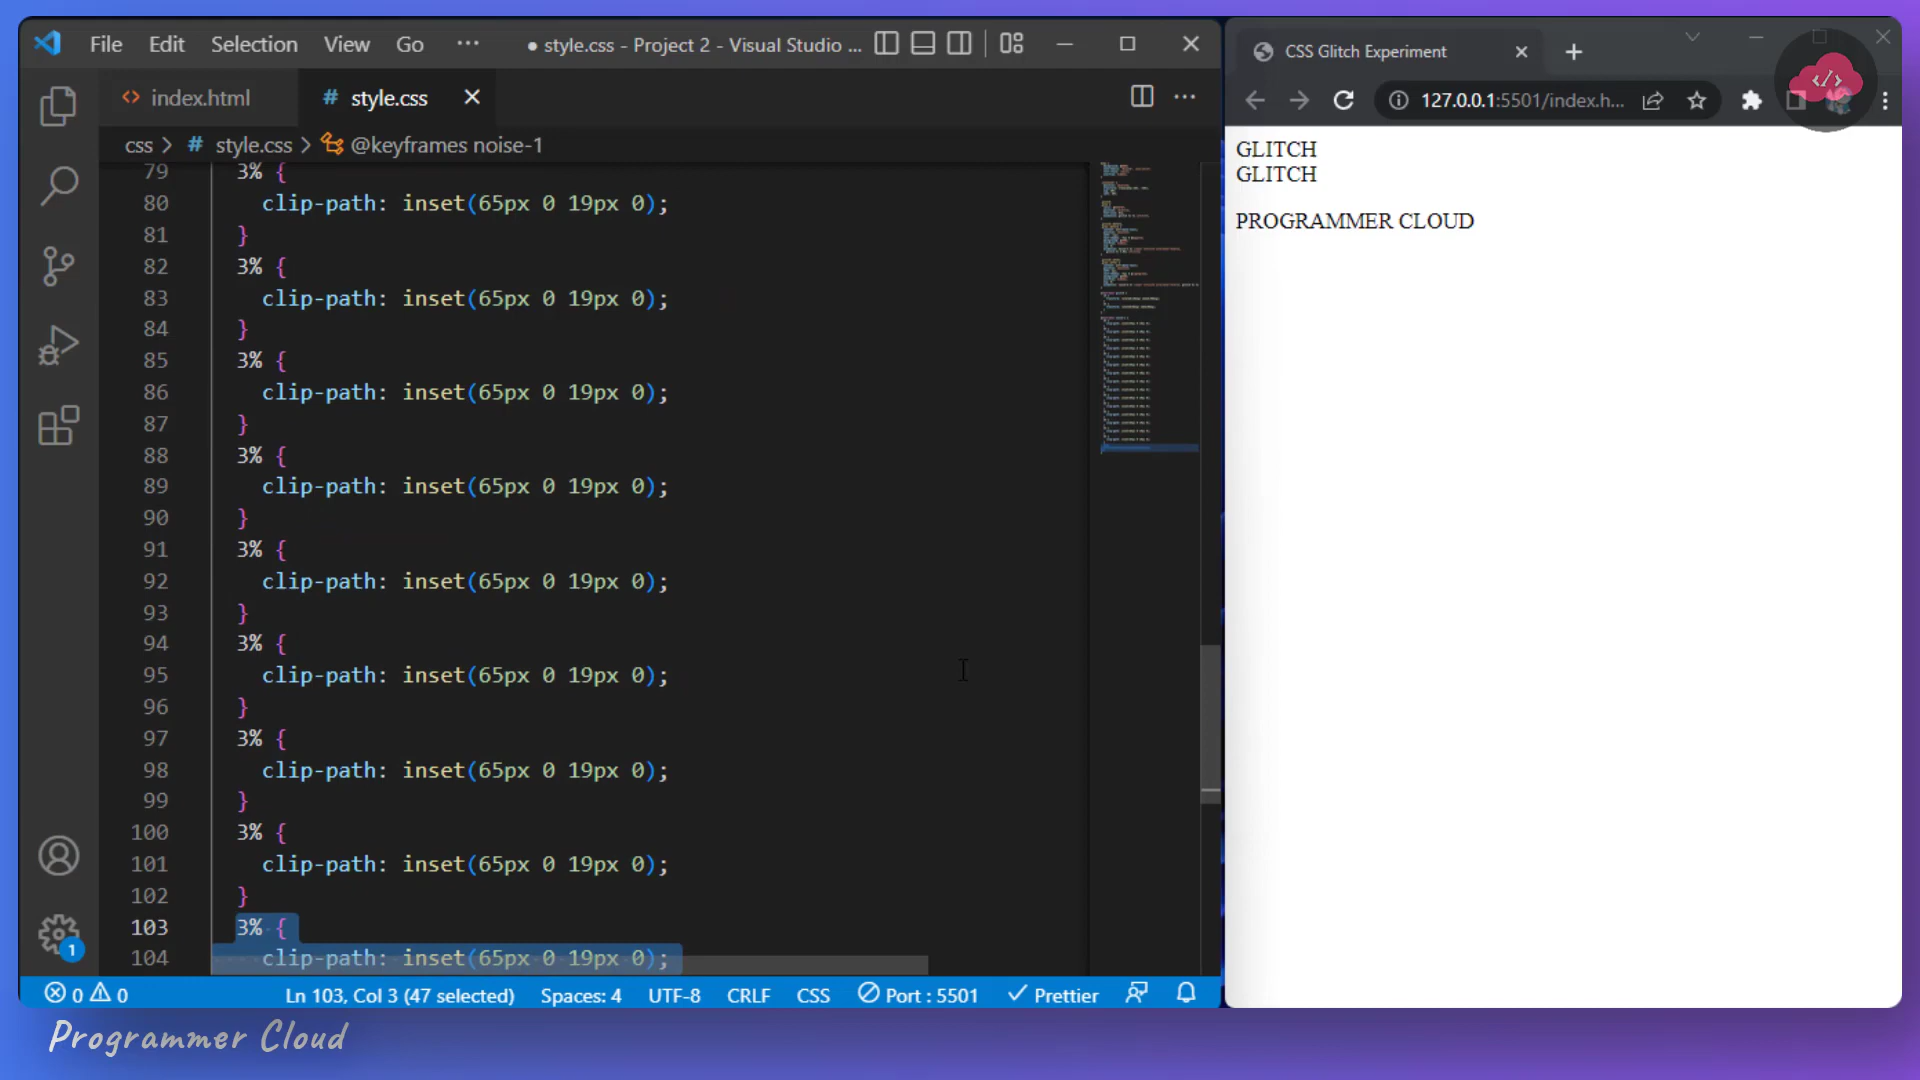 File Edit Selection View Go ··· ● style.css - Project 2 - Visual Studio ...
index.html # style.css
css > # style.css > @keyframes noise-1
79 3% {
80 clip-path: inset(65px 0 19px 0);
81 }
82 3% {
83 clip-path: inset(65px 0 19px 0);
84 }
85 3% {
86 clip-path: inset(65px 0 19px 0);
87 }
88 3% {
89 clip-path: inset(65px 0 19px 0);
90 }
91 3% {
92 clip-path: inset(65px 0 19px 0);
93 }
94 3% {
95 clip-path: inset(65px 0 19px 0);
96 }
97 3% {
98 clip-path: inset(65px 0 19px 0);
99 }
100 3% {
101 clip-path: inset(65px 0 19px 0);
102 }
103 3% {
104 clip-path: inset(65px 0 19px 0);
1
0 0 Ln 103, Col 3 (47 selected) Spaces: 4 UTF-8 CRLF CSS Port : 5501 Prettier
CSS Glitch Experiment
127.0.0.1:5501/index.h...
GLITCH
GLITCH
PROGRAMMER CLOUD
Programmer Cloud